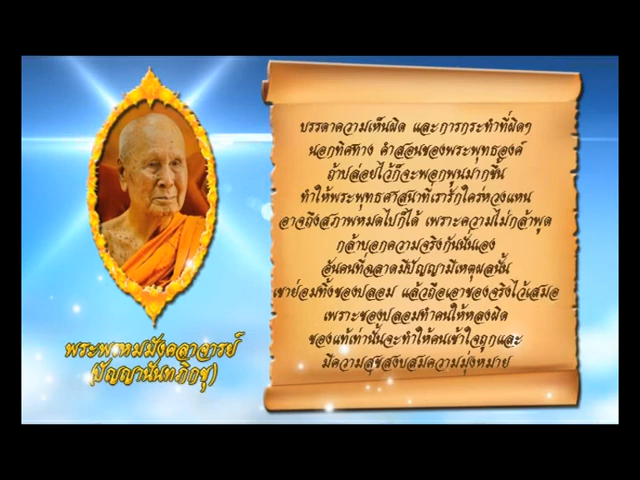 บรรดาความเห็นผิด และการกระทำที่ผิดๆ
นอกทิศทาง คำสอนของพระพุทธองค์
ถ้าปล่อยไว้ก็จะพอกพูนมากขึ้น
ทำให้พระพุทธศาสนาที่เรารักใคร่หวงแหน
อาจถึงสภาพหมดไปก็ได้ เพราะความไม่กล้าพูด
กล้าบอกความจริงกันนั่นเอง
อันคนที่ฉลาดมีปัญญามีเหตุผลนั้น
เขาย่อมทิ้งของปลอม แล้วถือเอาของจริงไว้เสมอ
เพราะของปลอมทำคนให้หลงผิด
ของแท้เท่านั้นจะทำให้คนเข้าใจถูกและ
มีความสุขสงบสมความมุ่งหมาย
พระพรหมมังคลาจารย์
(ปัญญานันทภิกขุ)